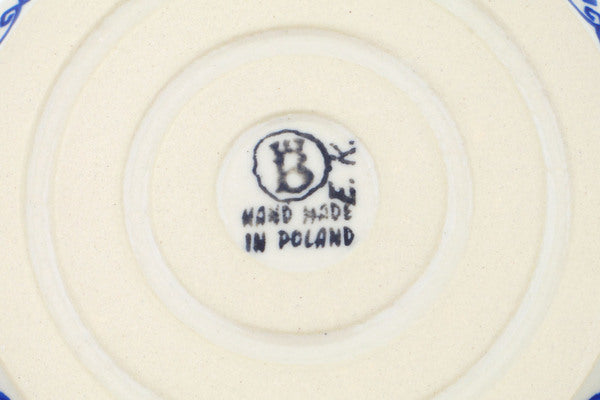 B
E. K.
HAND MADE
IN POLAND